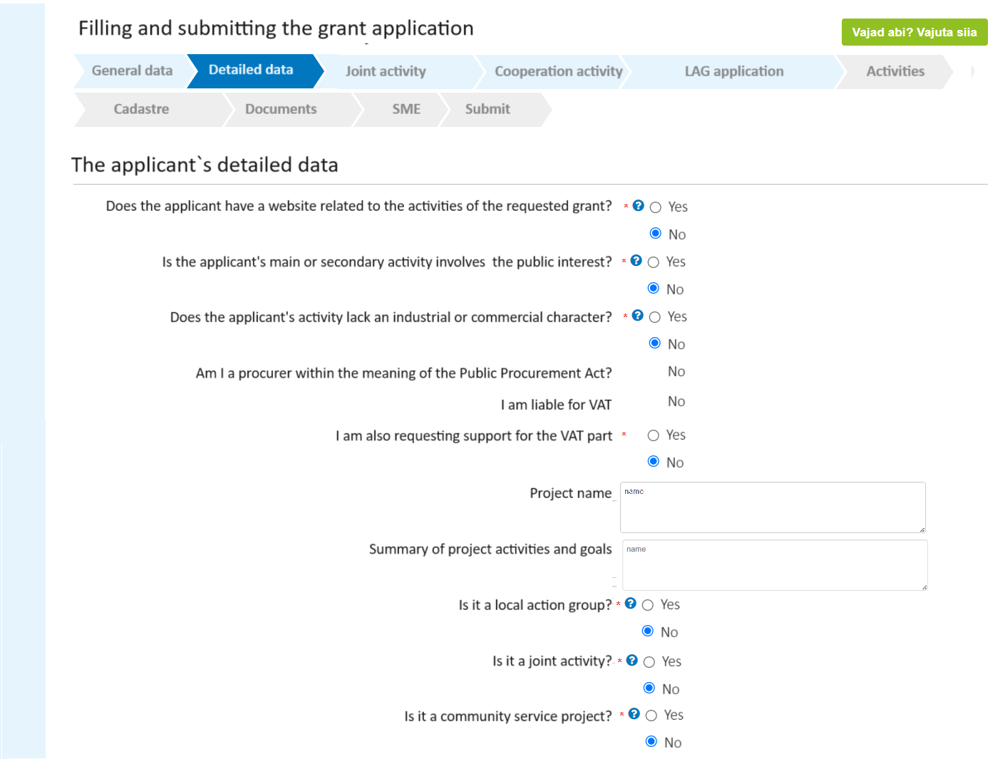 Filling and submitting the grant application
Vajad abi? Vajuta siia
General data Detailed data Joint activity Cooperation activity LAG application Activities
Cadastre Documents SME Submit
The applicant`s detailed data
Does the applicant have a website related to the activities of the requested grant? * ? Yes
No
Is the applicant's main or secondary activity involves the public interest? * ? Yes
No
Does the applicant's activity lack an industrial or commercial character? * ? Yes
No
Am I a procurer within the meaning of the Public Procurement Act? No
I am liable for VAT No
I am also requesting support for the VAT part * Yes
No
Project name name
Summary of project activities and goals name
Is it a local action group? * ? Yes
No
Is it a joint activity? * ? Yes
No
Is it a community service project? * ? Yes
No